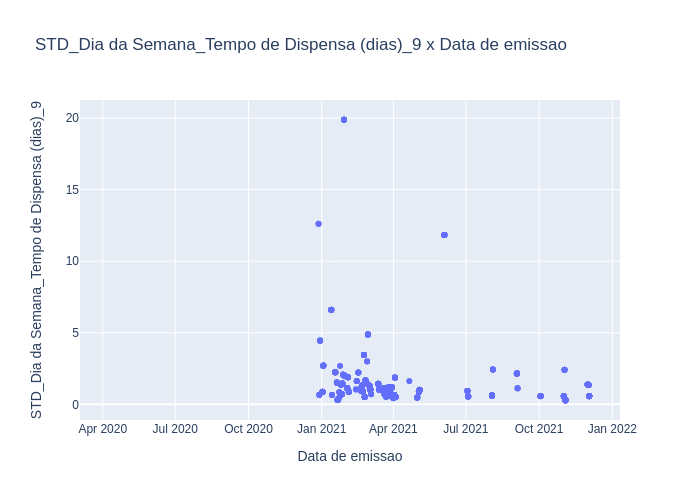 STD_Dia da Semana_Tempo de Dispensa (dias)_9 x Data de emissao
STD_Dia da Semana_Tempo de Dispensa (dias)_9
20
15
10
5
0
Apr 2020 Jul 2020 Oct 2020 Jan 2021 Apr 2021 Jul 2021 Oct 2021 Jan 2022
Data de emissao